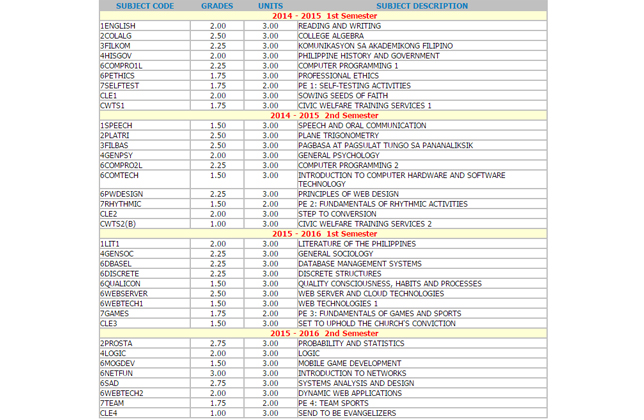 SUBJECT CODE GRADES UNITS SUBJECT DESCRIPTION
2014 - 2015 1st Semester
1ENGLISH 2.00 3.00 READING AND WRITING
2COLALG 2.50 3.00 COLLEGE ALGEBRA
3FILKOM 2.25 3.00 KOMUNIKASYON SA AKADEMIKONG FILIPINO
4HISGOV 2.00 3.00 PHILIPPINE HISTORY AND GOVERNMENT
6COMPRO1L 2.25 3.00 COMPUTER PROGRAMMING 1
6PETHICS 1.75 3.00 PROFESSIONAL ETHICS
7SELFTEST 1.75 2.00 PE 1: SELF-TESTING ACTIVITIES
CLE1 2.00 3.00 SOWING SEEDS OF FAITH
CWTS1 1.75 3.00 CIVIC WELFARE TRAINING SERVICES 1
2014 - 2015 2nd Semester
1SPEECH 1.50 3.00 SPEECH AND ORAL COMMUNICATION
2PLATRI 2.50 3.00 PLANE TRIGONOMETRY
3FILBAS 2.50 3.00 PAGBASA AT PAGSULAT TUNGO SA PANANALIKSIK
4GENPSY 2.00 3.00 GENERAL PSYCHOLOGY
6COMPRO2L 2.25 3.00 COMPUTER PROGRAMMING 2
6COMTECH 1.50 3.00 INTRODUCTION TO COMPUTER HARDWARE AND SOFTWARE
TECHNOLOGY
6PWDESIGN 2.25 3.00 PRINCIPLES OF WEB DESIGN
7RHYTHMIC 1.50 2.00 PE 2: FUNDAMENTALS OF RHYTHMIC ACTIVITIES
CLE2 2.00 3.00 STEP TO CONVERSION
CWTS2(B) 1.00 3.00 CIVIC WELFARE TRAINING SERVICES 2
2015 - 2016 1st Semester
1LIT1 2.00 3.00 LITERATURE OF THE PHILIPPINES
4GENSOC 2.25 3.00 GENERAL SOCIOLOGY
6DBASEL 2.25 3.00 DATABASE MANAGEMENT SYSTEMS
6DISCRETE 2.25 3.00 DISCRETE STRUCTURES
6QUALICON 1.50 3.00 QUALITY CONSCIOUSNESS, HABITS AND PROCESSES
6WEBSERVER 2.50 3.00 WEB SERVER AND CLOUD TECHNOLOGIES
6WEBTECH1 1.50 3.00 WEB TECHNOLOGIES 1
7GAMES 1.75 2.00 PE 3: FUNDAMENTALS OF GAMES AND SPORTS
CLE3 1.50 3.00 SET TO UPHOLD THE CHURCH'S CONVICTION
2015 - 2016 2nd Semester
2PROSTA 2.75 3.00 PROBABILITY AND STATISTICS
4LOGIC 2.00 3.00 LOGIC
6MOGDEV 1.50 3.00 MOBILE GAME DEVELOPMENT
6NETFUN 3.00 3.00 INTRODUCTION TO NETWORKS
6SAD 2.75 3.00 SYSTEMS ANALYSIS AND DESIGN
6WEBTECH2 2.00 3.00 DYNAMIC WEB APPLICATIONS
7TEAM 1.75 2.00 PE 4: TEAM SPORTS
CLE4 1.00 3.00 SEND TO BE EVANGELIZERS